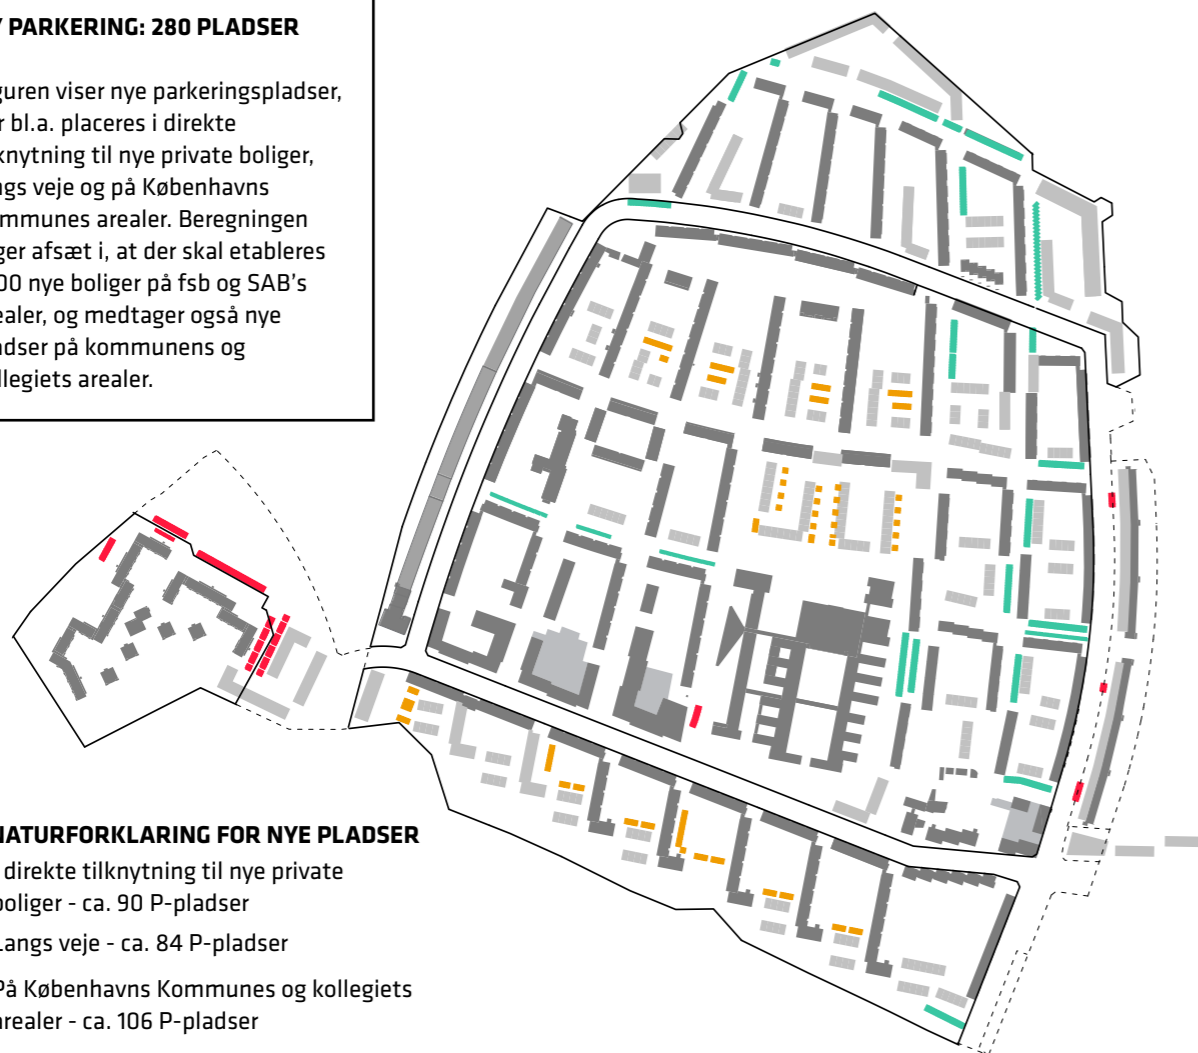 Y PARKERING: 280 PLADSER
guren viser nye parkeringspladser,
r bl.a. placeres i direkte
knytning til nye private boliger,
ngs veje og på Københavns
mmunes arealer. Beregningen
ger afsæt i, at der skal etableres
00 nye boliger på fsb og SAB’s
ealer, og medtager også nye
adser på kommunens og
llegiets arealer.
NATURFORKLARING FOR NYE PLADSER
direkte tilknytning til nye private
boliger - ca. 90 P-pladser
Langs veje - ca. 84 P-pladser
På Københavns Kommunes og kollegiets
arealer - ca. 106 P-pladser